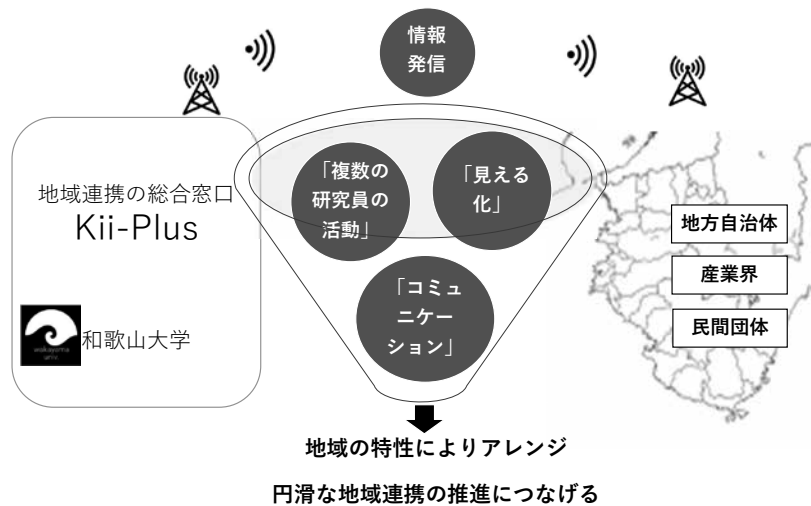 情報
発信
「複数の
研究員の
活動」
「見える
化」
「コミュ
ニケー
ション」
地域連携の総合窓口
Kii-Plus
wakayama
univ.
和歌山大学
地方自治体
産業界
民間団体
地域の特性によりアレンジ
円滑な地域連携の推進につなげる